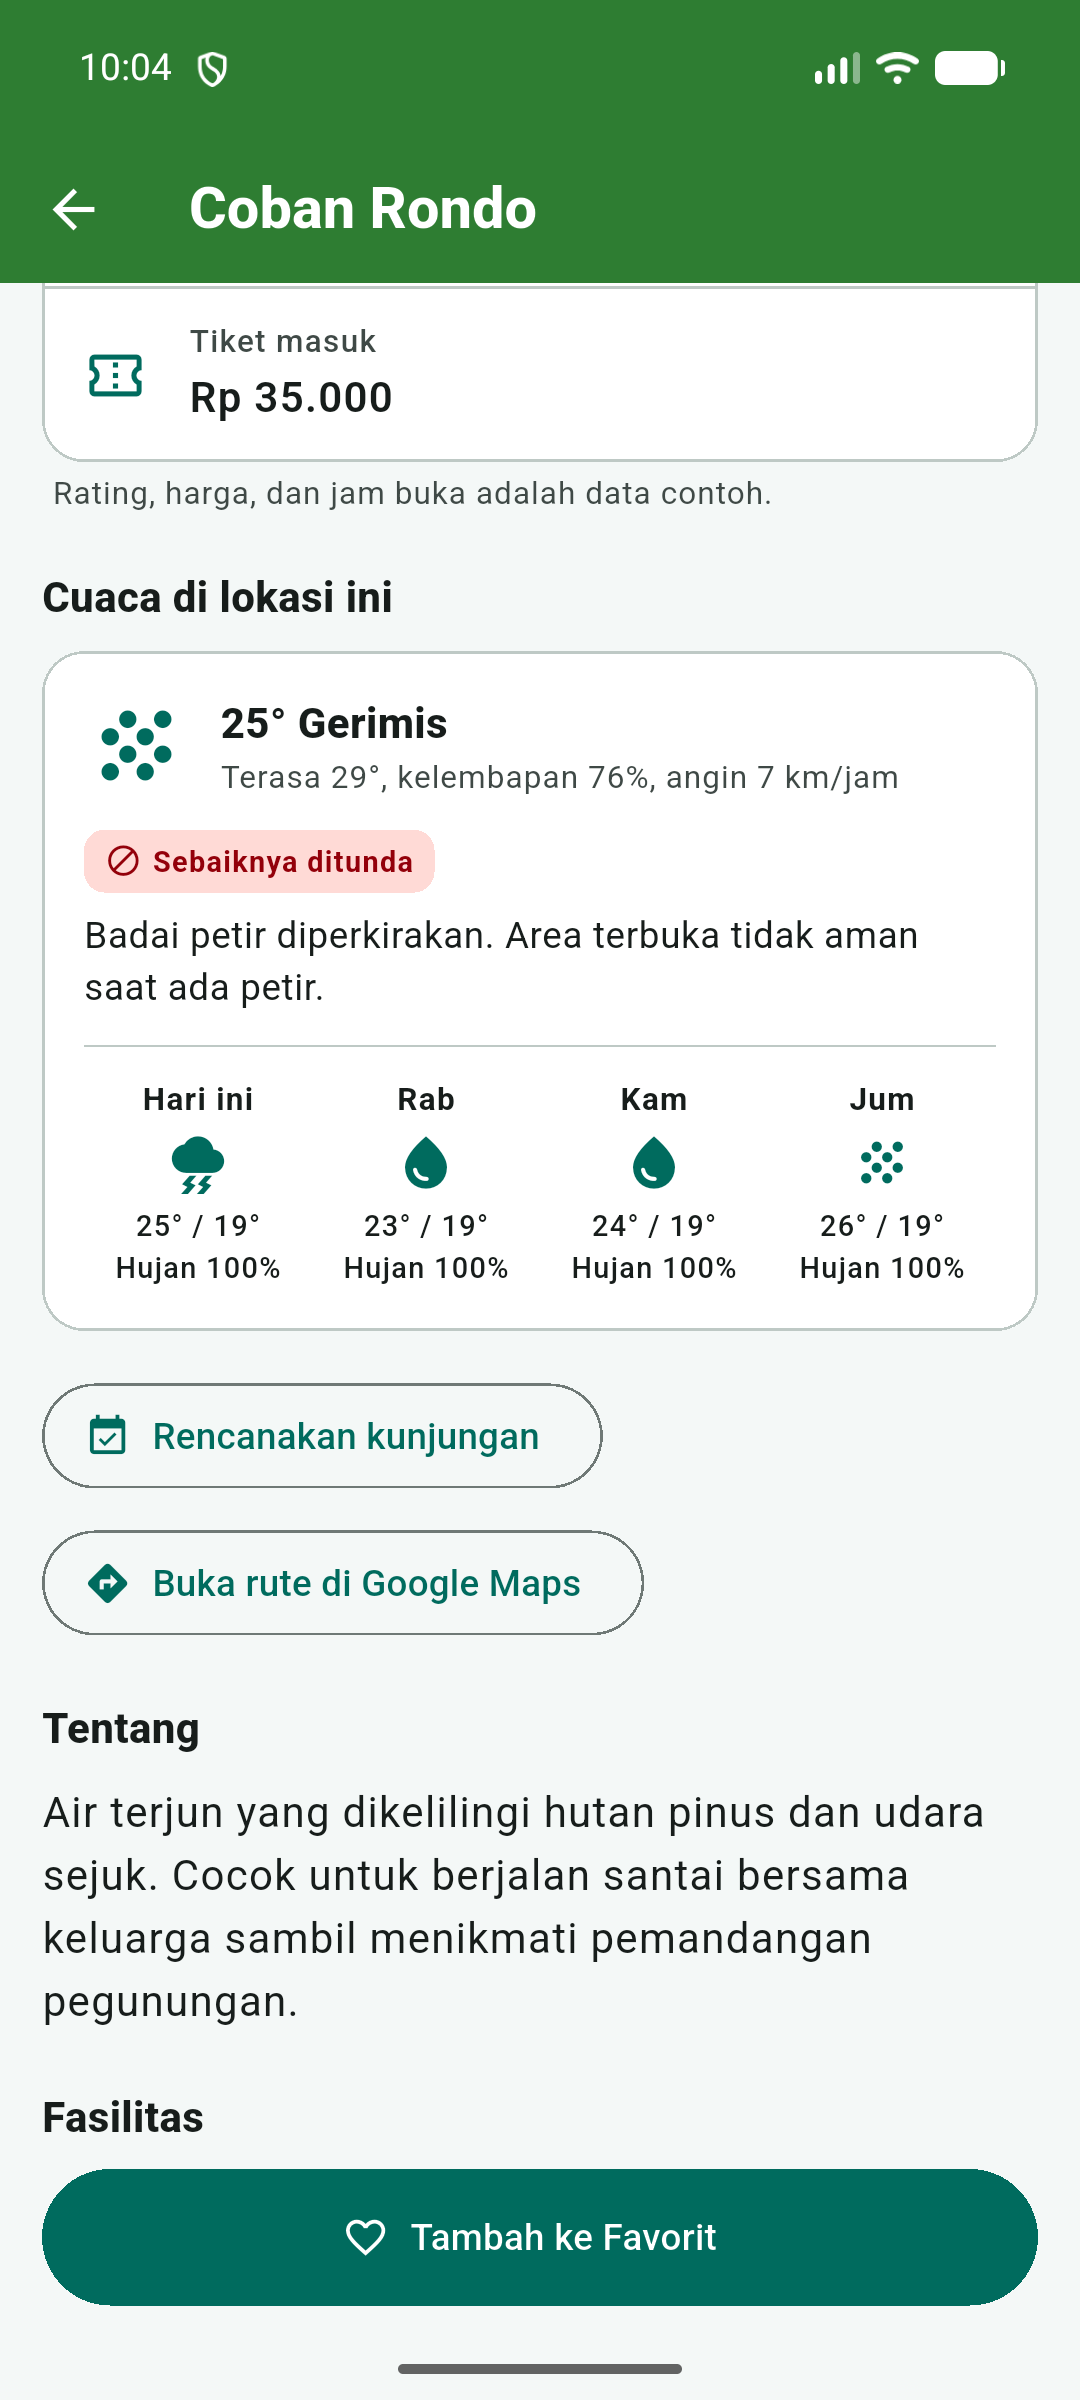 10:04
Coban Rondo
Tiket masuk
Rp 35.000
Rating, harga, dan jam buka adalah data contoh.
Cuaca di lokasi ini
25° Gerimis
Terasa 29°, kelembapan 76%, angin 7 km/jam
Sebaiknya ditunda
Badai petir diperkirakan. Area terbuka tidak aman
saat ada petir.
Hari ini Rab Kam Jum
25° / 19° 23° / 19° 24° / 19° 26° / 19°
Hujan 100% Hujan 100% Hujan 100% Hujan 100%
Rencanakan kunjungan
Buka rute di Google Maps
Tentang
Air terjun yang dikelilingi hutan pinus dan udara
sejuk. Cocok untuk berjalan santai bersama
keluarga sambil menikmati pemandangan
pegunungan.
Fasilitas
Tambah ke Favorit